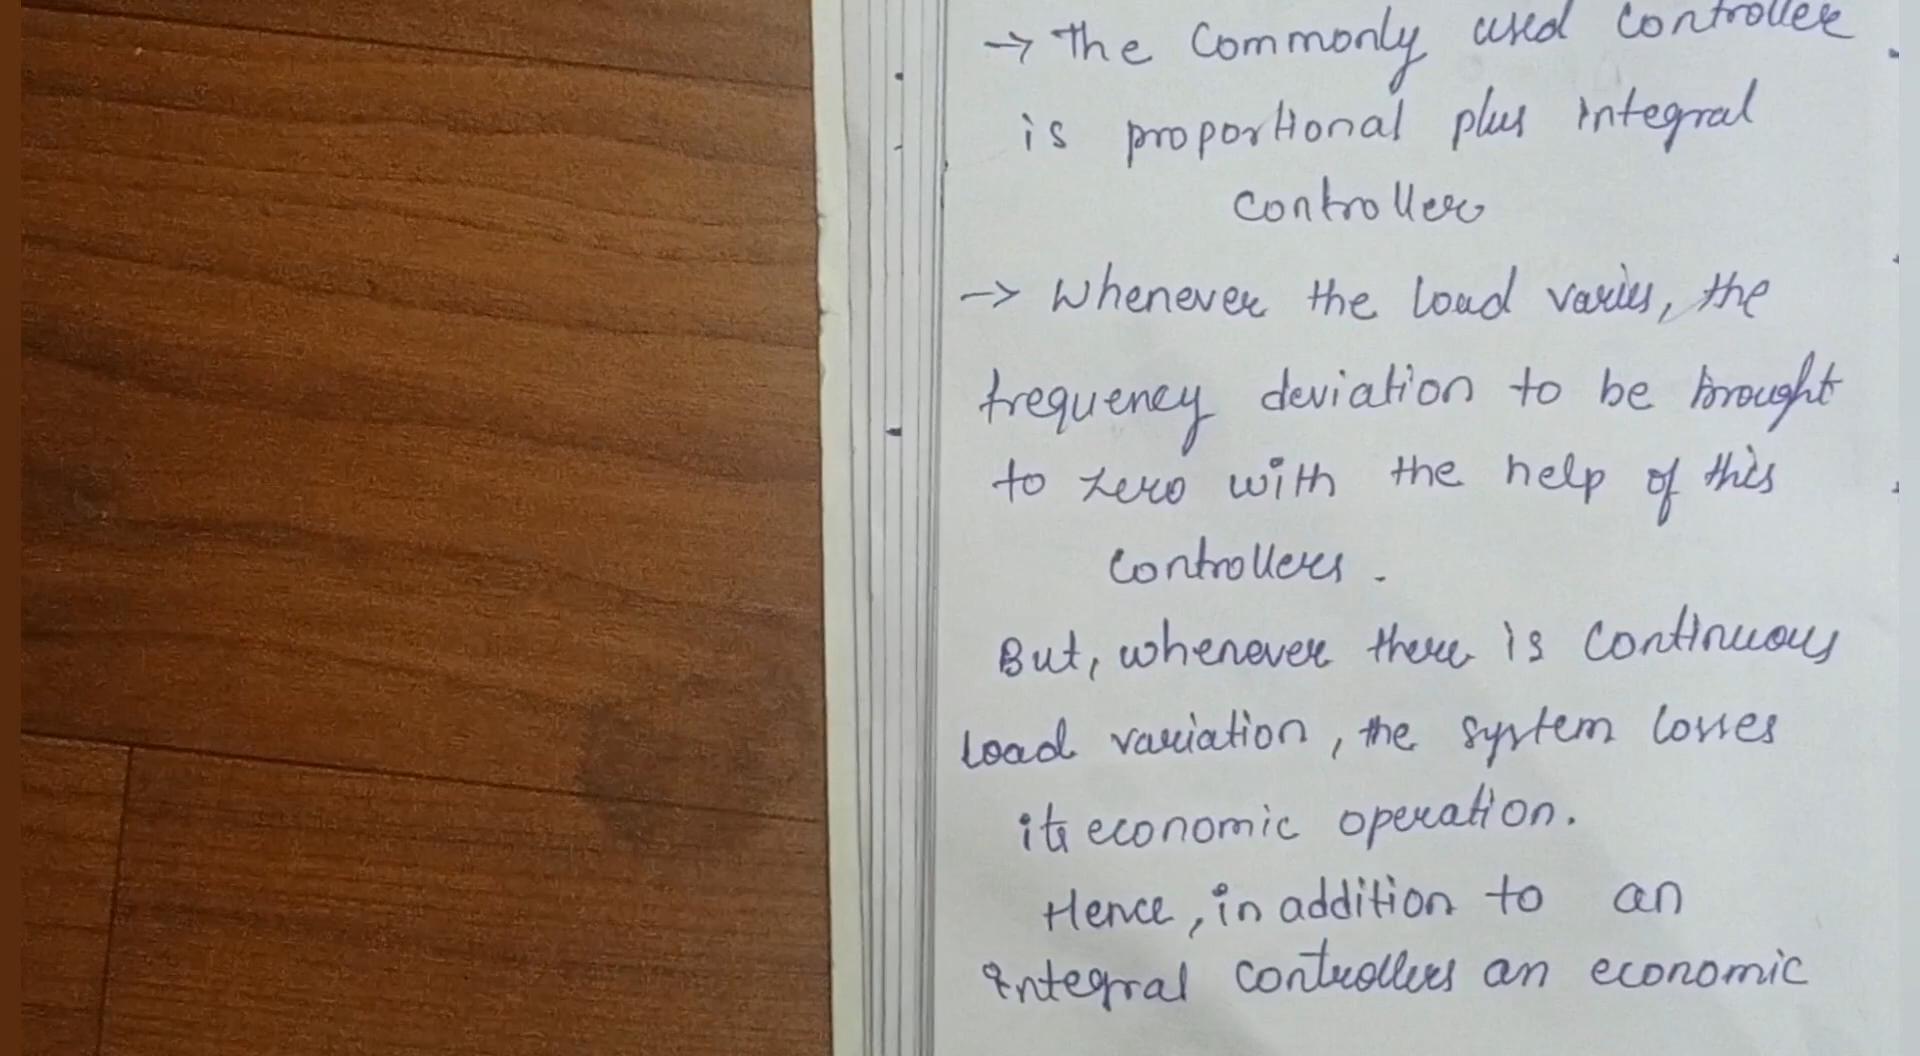 → the commonly used controller
is proportional plus integral
controller
→ Whenever the load varies, the
frequency deviation to be brought
to zero with the help of this
controllers.
But, whenever there is continuous
load variation, the system losses
its economic operation.
Hence, in addition to an
integral controllers an economic